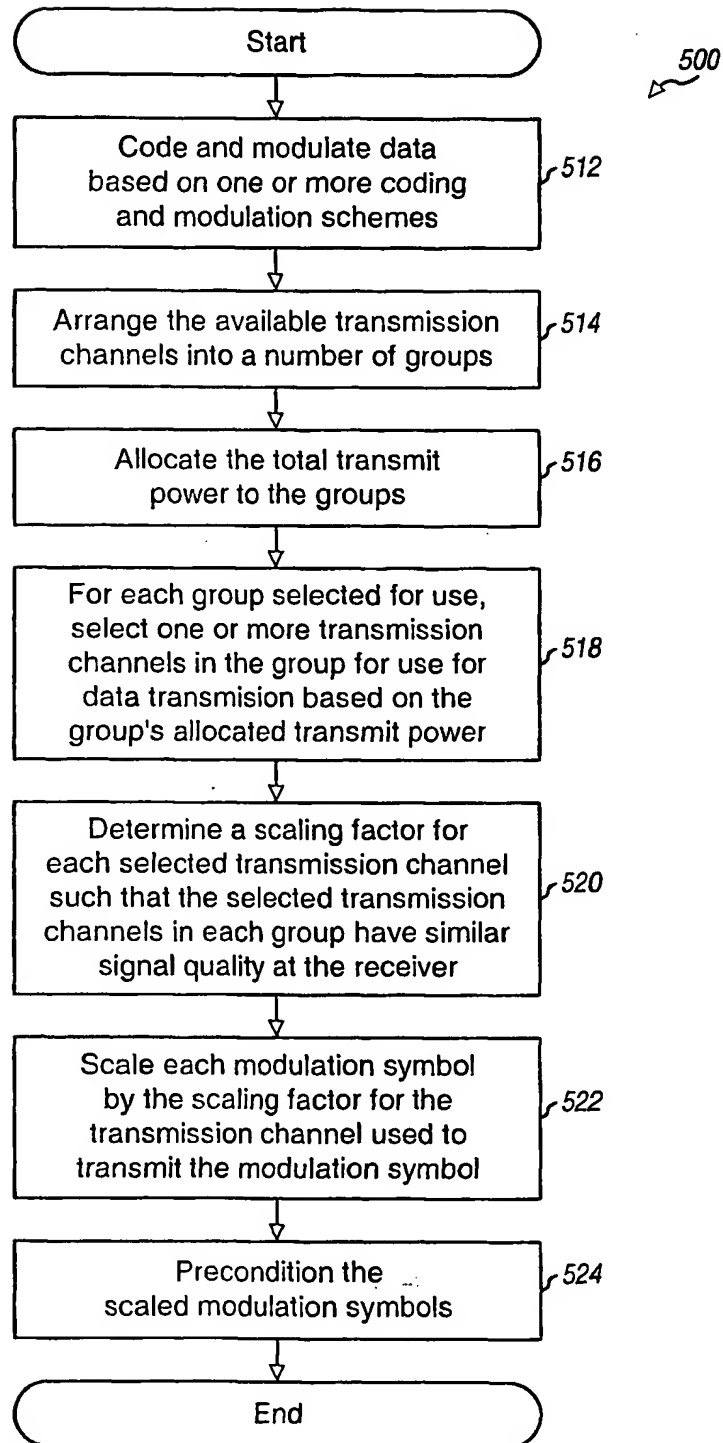 Start
500
Code and modulate data
based on one or more coding
and modulation schemes
512
Arrange the available transmission
channels into a number of groups
514
Allocate the total transmit
power to the groups
516
For each group selected for use,
select one or more transmission
channels in the group for use for
data transmision based on the
group's allocated transmit power
518
Determine a scaling factor for
each selected transmission channel
such that the selected transmission
channels in each group have similar
signal quality at the receiver
520
Scale each modulation symbol
by the scaling factor for the
transmission channel used to
transmit the modulation symbol
522
Precondition the
scaled modulation symbols
524
End